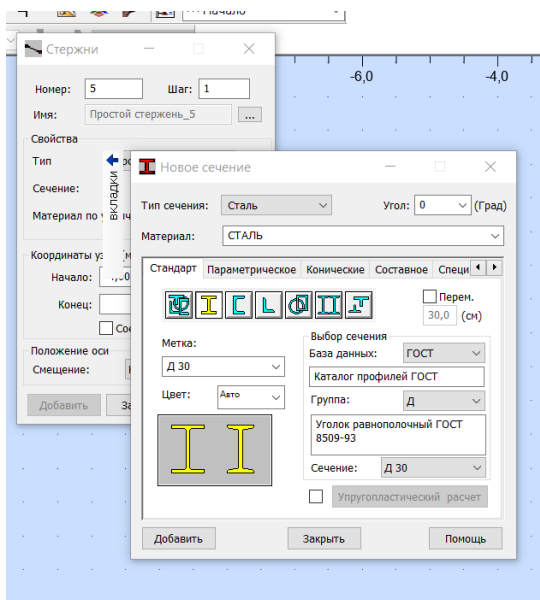 Начало
-6,0
-4,0
Стержни
Номер: 5 Шаг: 1
Имя: Простой стержень_5 ...
Свойства
Тип
Сечение:
Материал по
Координаты
Начало:
Конец:
Положение оси
Смещение:
Добавить
вкладки
Новое сечение
Тип сечения: Сталь Угол: 0 (Град)
Материал: СТАЛЬ
Стандарт Параметрическое Конические Составное Специ
Перем.
30,0 (см)
Метка:
Д 30
Цвет: Авто
Выбор сечения
База данных: ГОСТ
Каталог профилей ГОСТ
Группа: Д
Уголок равнополочный ГОСТ
8509-93
Сечение: Д 30
Упругопластический расчет
Добавить Закрыть Помощь